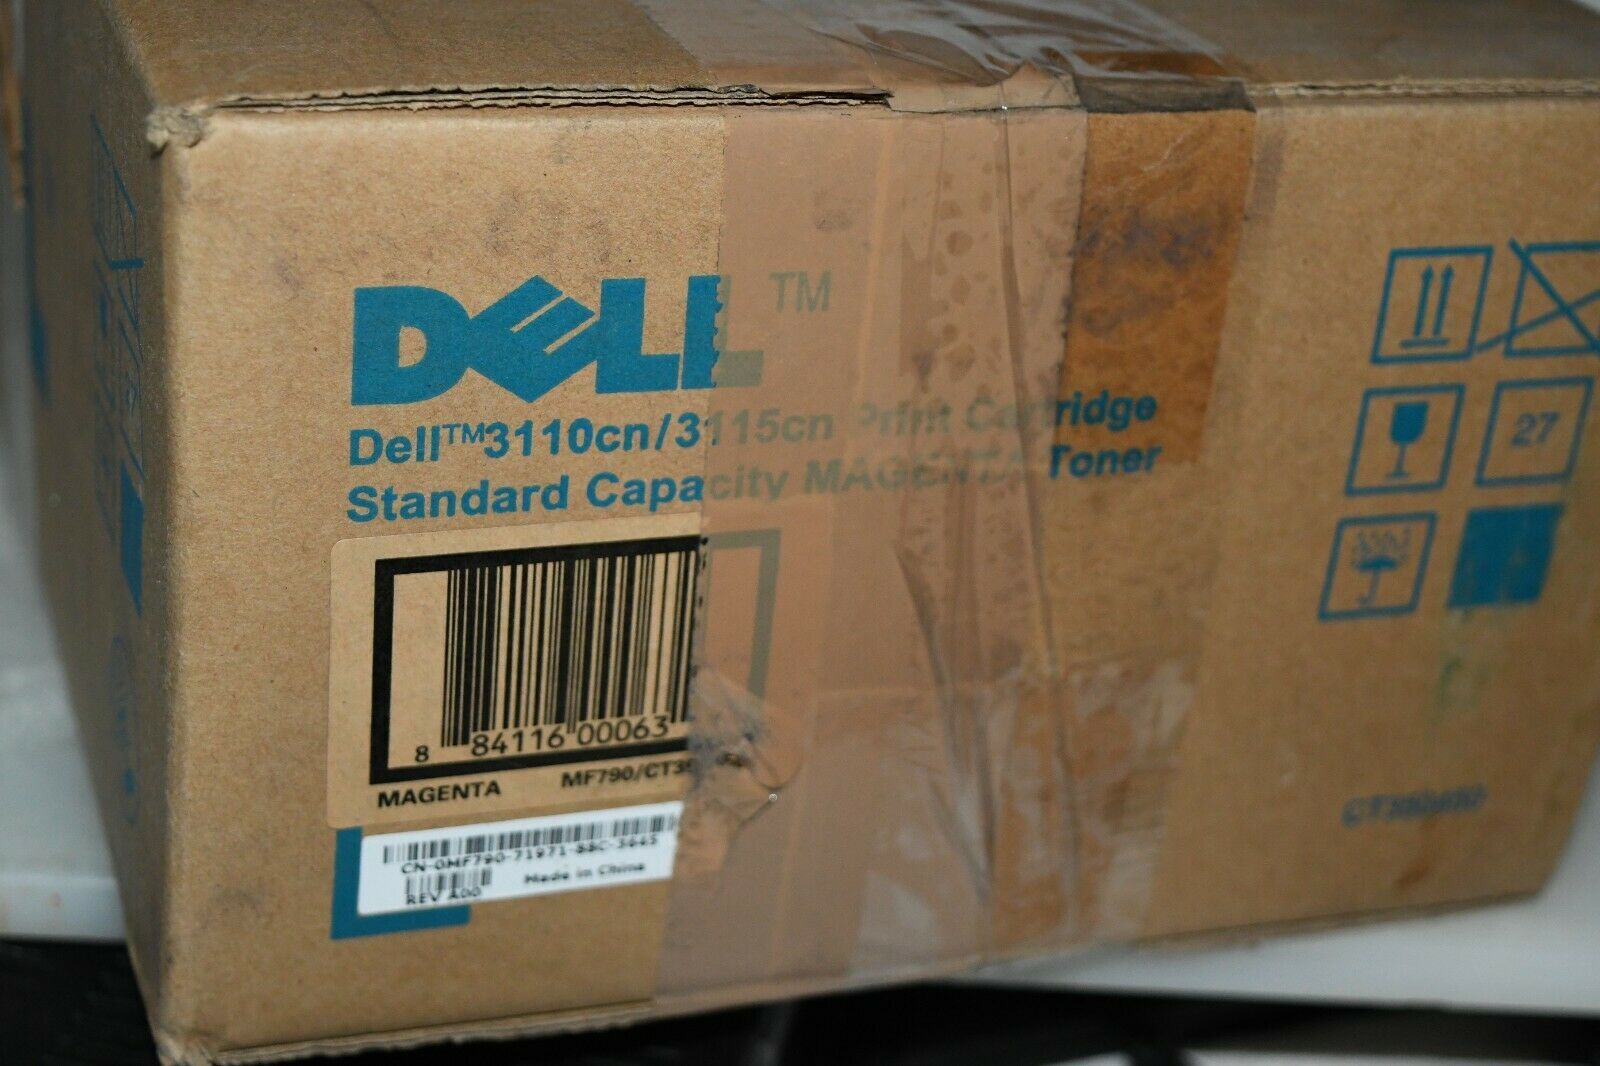 DELL™
Dell™3110cn/3115cn Print Cartridge
Standard Capacity MAGENTA Toner
27
8 84116 00063
MAGENTA MF790/CT35
CN-0MF790-71971-88C-3645
REV A00 Made in China